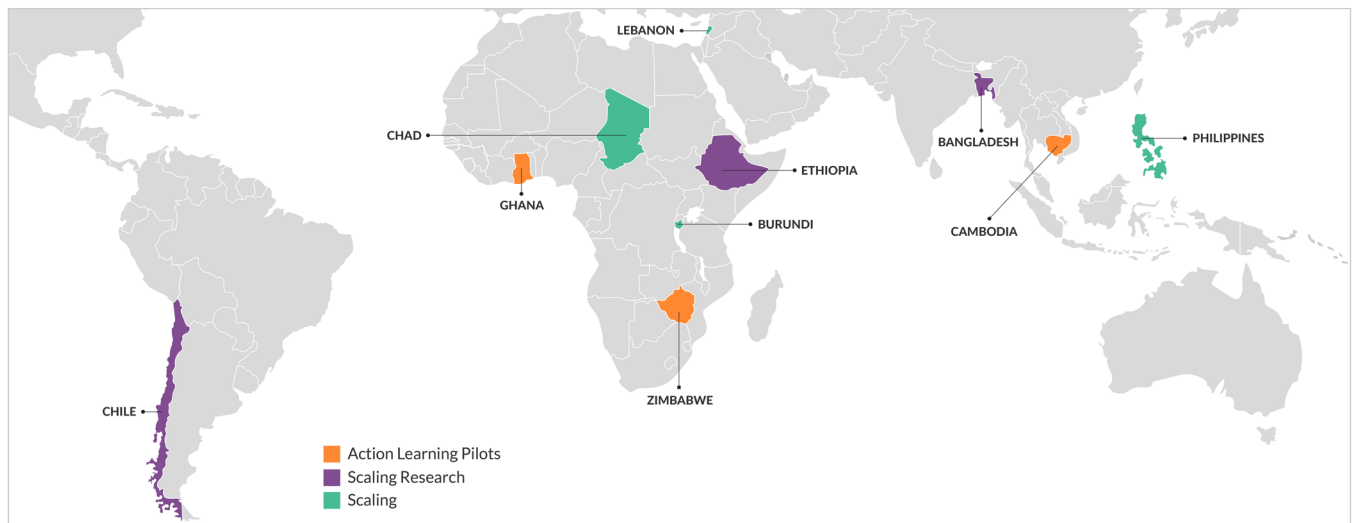 LEBANON
CHAD
BANGLADESH
PHILIPPINES
ETHIOPIA
GHANA
BURUNDI
CAMBODIA
ZIMBABWE
CHILE
Action Learning Pilots
Scaling Research
Scaling